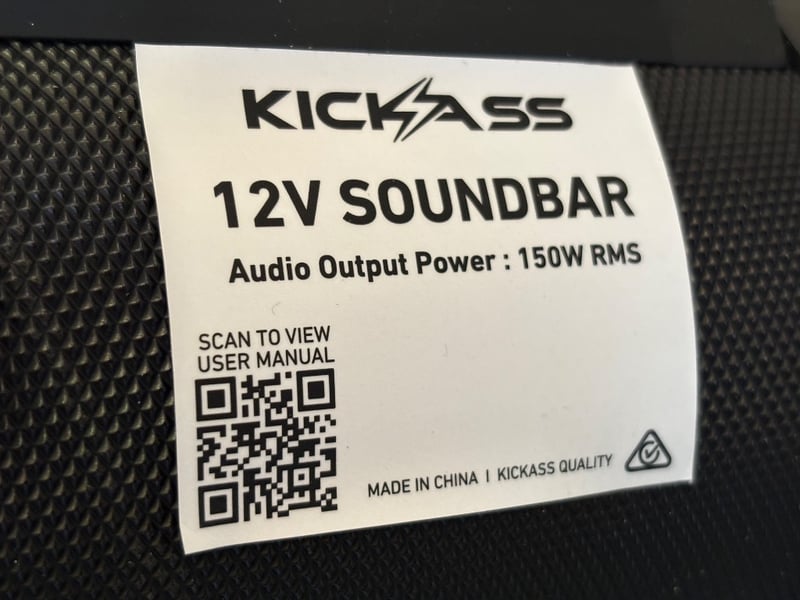 KICKASS
12V SOUNDBAR
Audio Output Power : 150W RMS
SCAN TO VIEW
USER MANUAL
MADE IN CHINA I KICKASS QUALITY